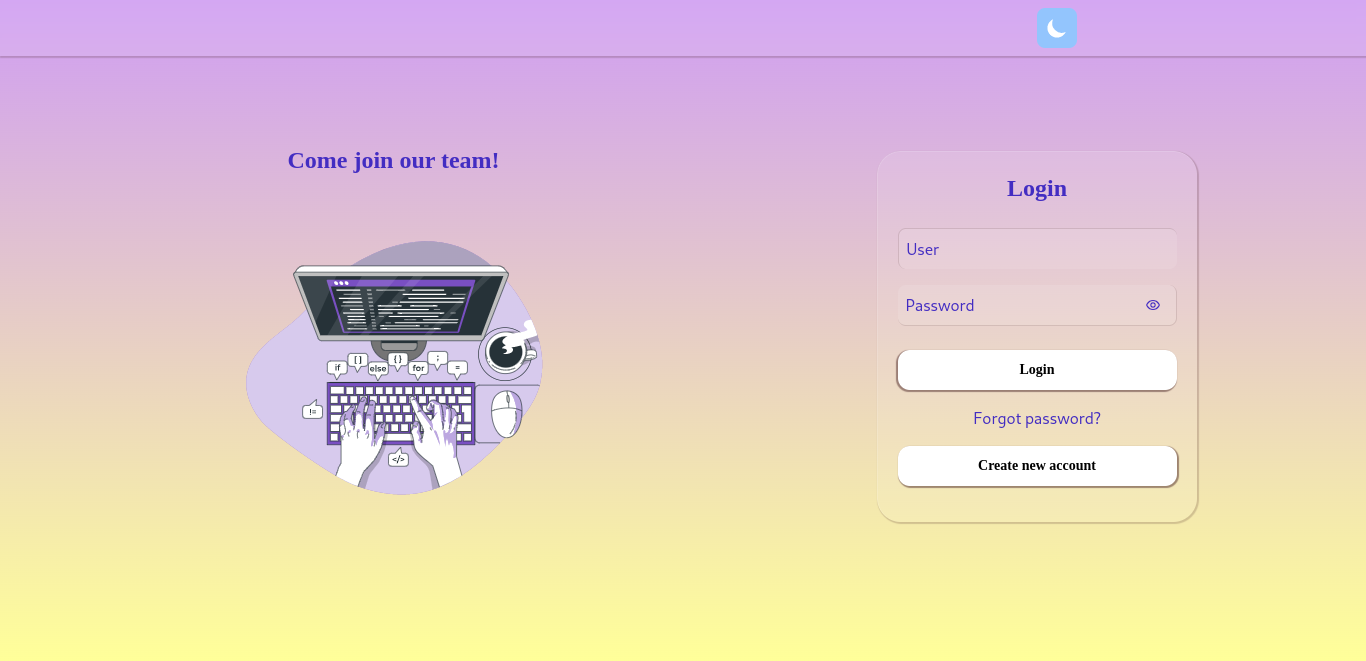 Come join our team!
Login
User
Password
Login
Forgot password?
Create new account
[ ]
{ }
;
if
else
for
=
!=
</>